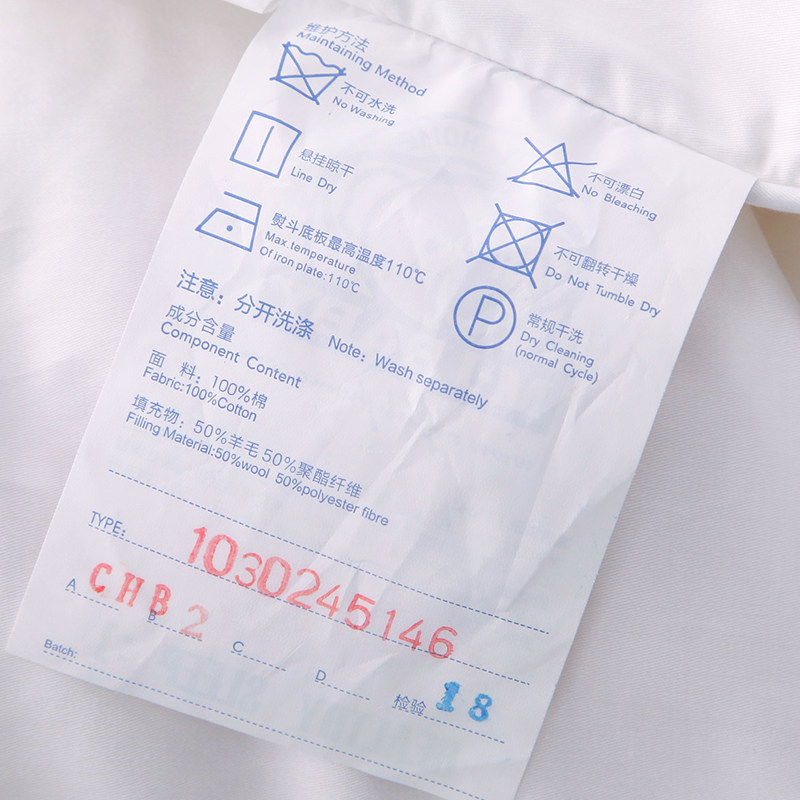 维护方法
Maintaining Method
不可水洗
No Washing
悬挂晾干
Line Dry
不可漂白
No Bleaching
熨斗底板最高温度110℃
Max.temperature
Of iron plate:110℃
不可翻转干燥
Do Not Tumble Dry
P
常规干洗
Dry Cleaning
(normal Cycle)
注意：分开洗涤 Note：Wash separately
成分含量
Component Content
面 料：100%棉
Fabric:100%Cotton
填充物：50%羊毛 50%聚酯纤维
Filling Material:50%wool 50%polyester fibre
TYPE: 1030245146
A CHB B 2 C D 检验 18
Batch: